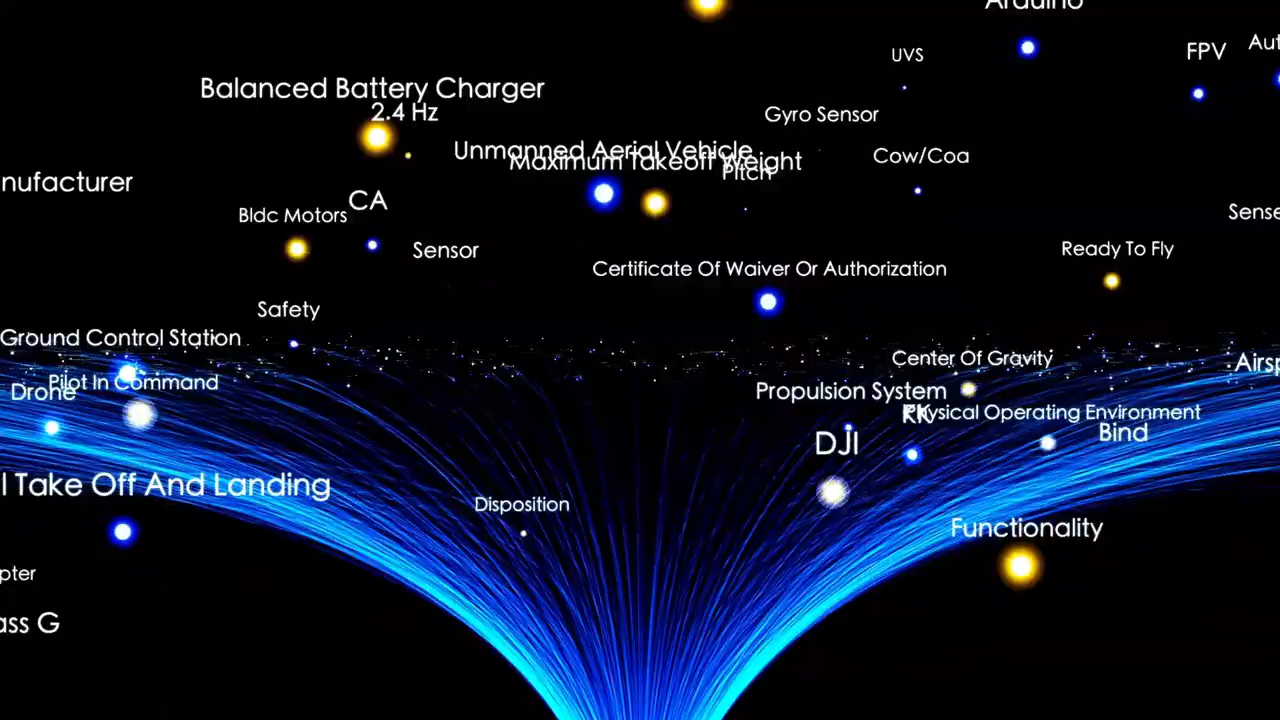 Arduino
UVS
FPV
Balanced Battery Charger
2.4 Hz
Gyro Sensor
Unmanned Aerial Vehicle
Maximum Takeoff Weight
Pitch
Cow/Coa
nufacturer
CA
Bldc Motors
Sensor
Certificate Of Waiver Or Authorization
Ready To Fly
Safety
Ground Control Station
Center Of Gravity
Pilot In Command
Drone
Propulsion System
Physical Operating Environment
Bind
DJI
l Take Off And Landing
Disposition
Functionality
pter
ass G